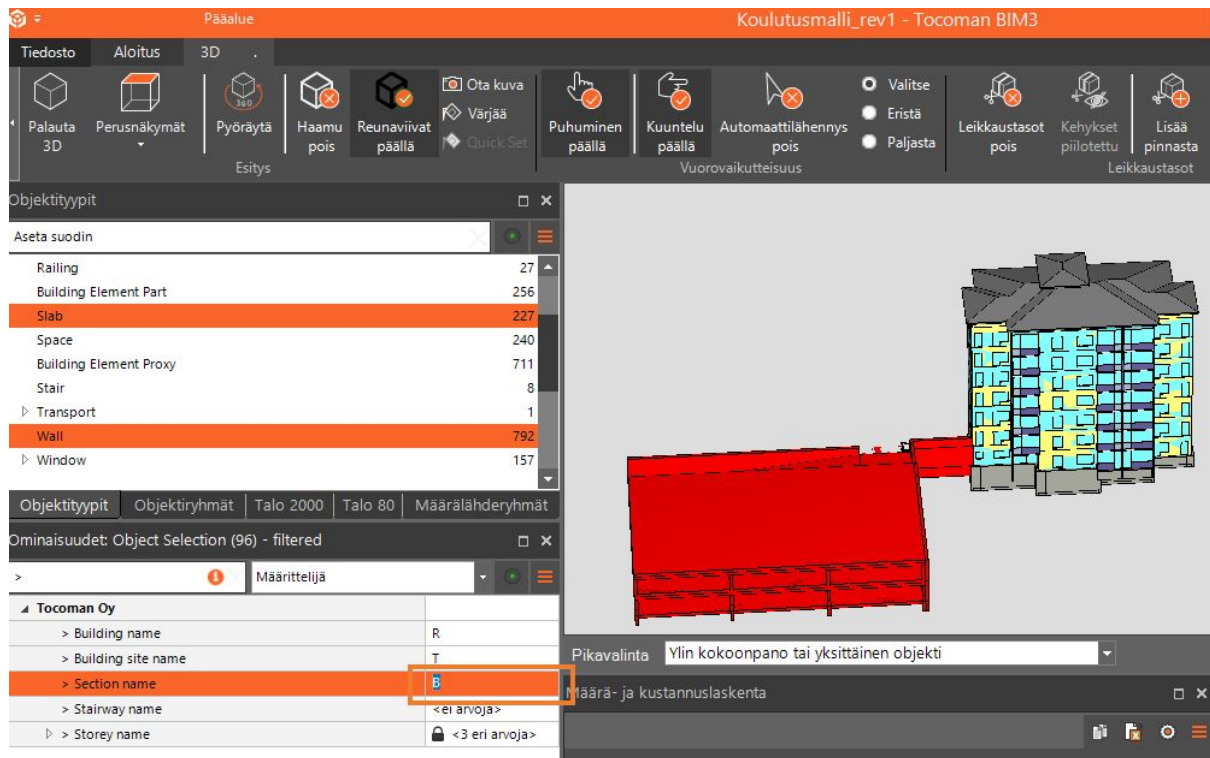 Pääalue
Koulutusmalli_rev1 - Tocoman BIM3
Tiedosto Aloitus 3D .
Palauta 3D
Perusnäkymät
360
Pyöräytä
Haamu pois
Reunaviivat päällä
Ota kuva
Värjää
Quick Set
Esitys
Puhuminen päällä
Kuuntelu päällä
Automaattilähennys pois
Valitse
Eristä
Paljasta
Vuorovaikutteisuus
Leikkaustasot pois
Kehykset piilotettu
Lisää pinnasta
Leikkaustasot
Objektityypit
Aseta suodin
Railing 27
Building Element Part 256
Slab 227
Space 240
Building Element Proxy 711
Stair 8
Transport 1
Wall 792
Window 157
Objektityypit Objektiryhmät Talo 2000 Talo 80 Määrälähderyhmät
Ominaisuudet: Object Selection (96) - filtered
> Määrittelijä
Tocoman Oy
> Building name R
> Building site name T
> Section name B
> Stairway name <ei arvoja>
> Storey name <3 eri arvoja>
Pikavalinta Ylin kokoonpano tai yksittäinen objekti
Määrä- ja kustannuslaskenta